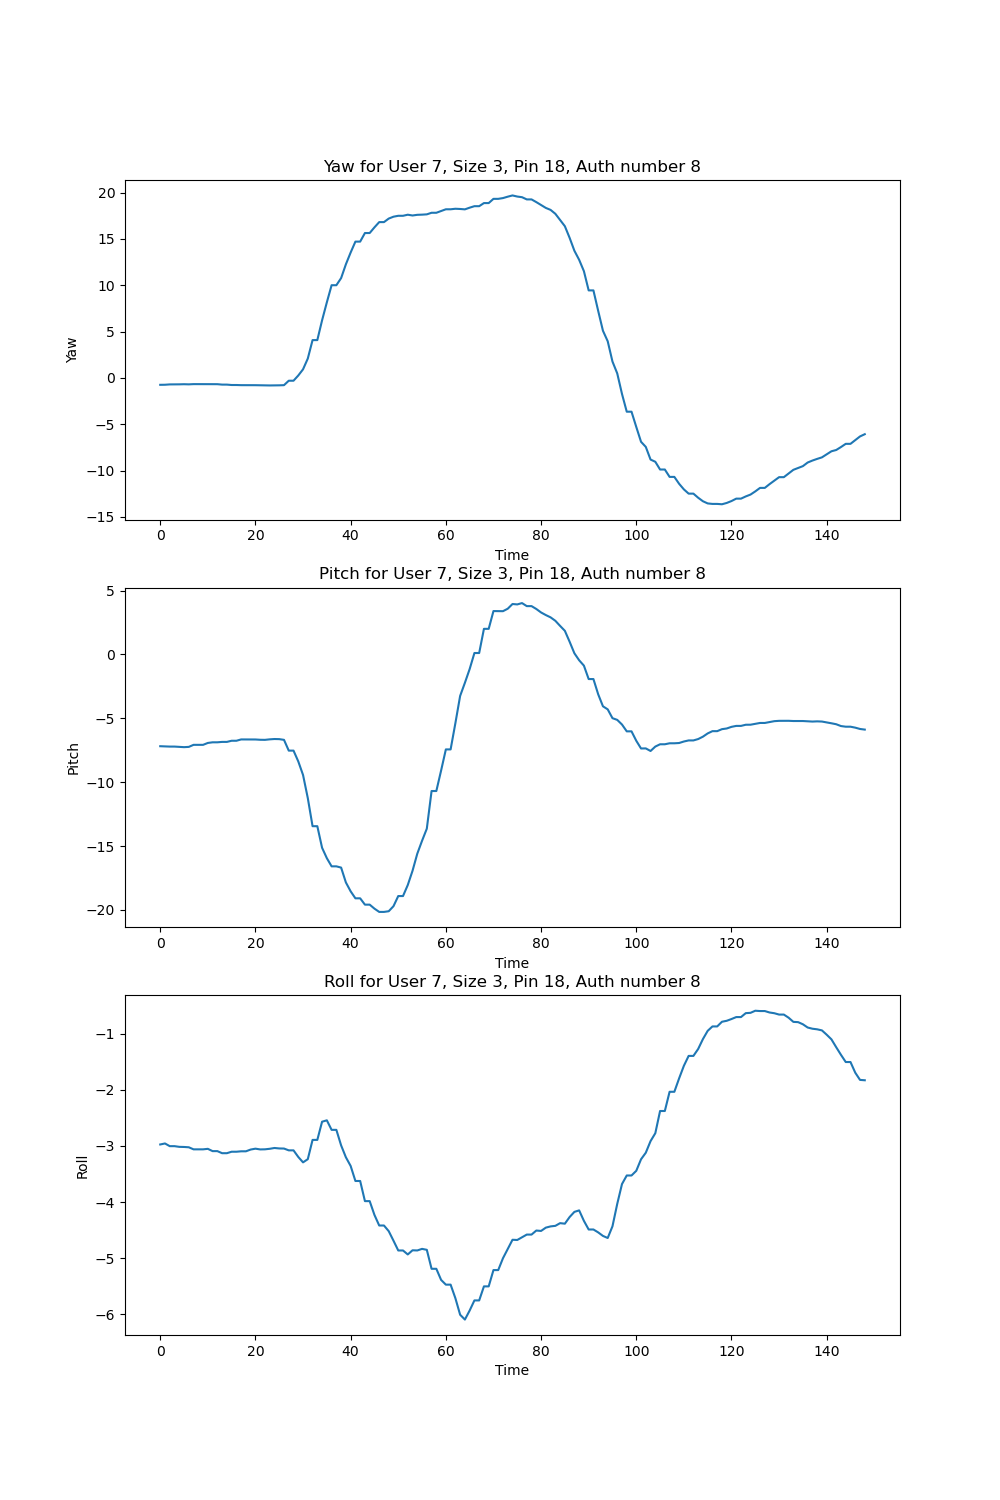 Yaw for User 7, Size 3, Pin 18, Auth number 8
20
15
10
5
0
−5
−10
−15
Yaw
0 20 40 60 80 100 120 140
Time
Pitch for User 7, Size 3, Pin 18, Auth number 8
5
0
−5
−10
−15
−20
Pitch
0 20 40 60 80 100 120 140
Time
Roll for User 7, Size 3, Pin 18, Auth number 8
−1
−2
−3
−4
−5
−6
Roll
0 20 40 60 80 100 120 140
Time